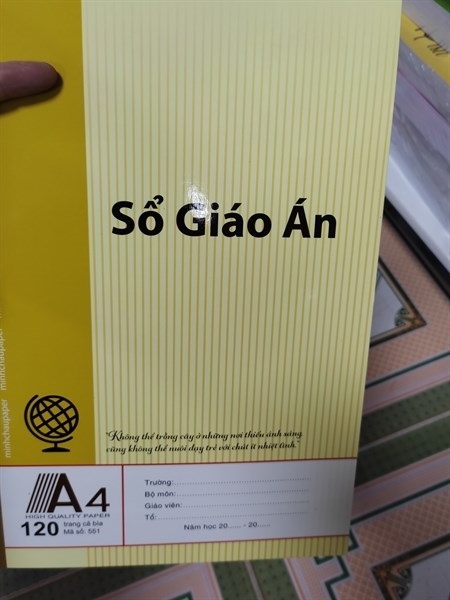 Sổ Giáo Án
minhchaupaper
minhchaupaper
"Không thể trồng cây ở những nơi thiếu ánh sáng,
cũng không thể nuôi dạy trẻ với chút ít nhiệt tình."
A4
HIGH QUALITY PAPER
120 trang cả bìa
Mã số: 551
Trường:
Bộ môn:
Giáo viên:
Tổ:
Năm học 20...... - 20......